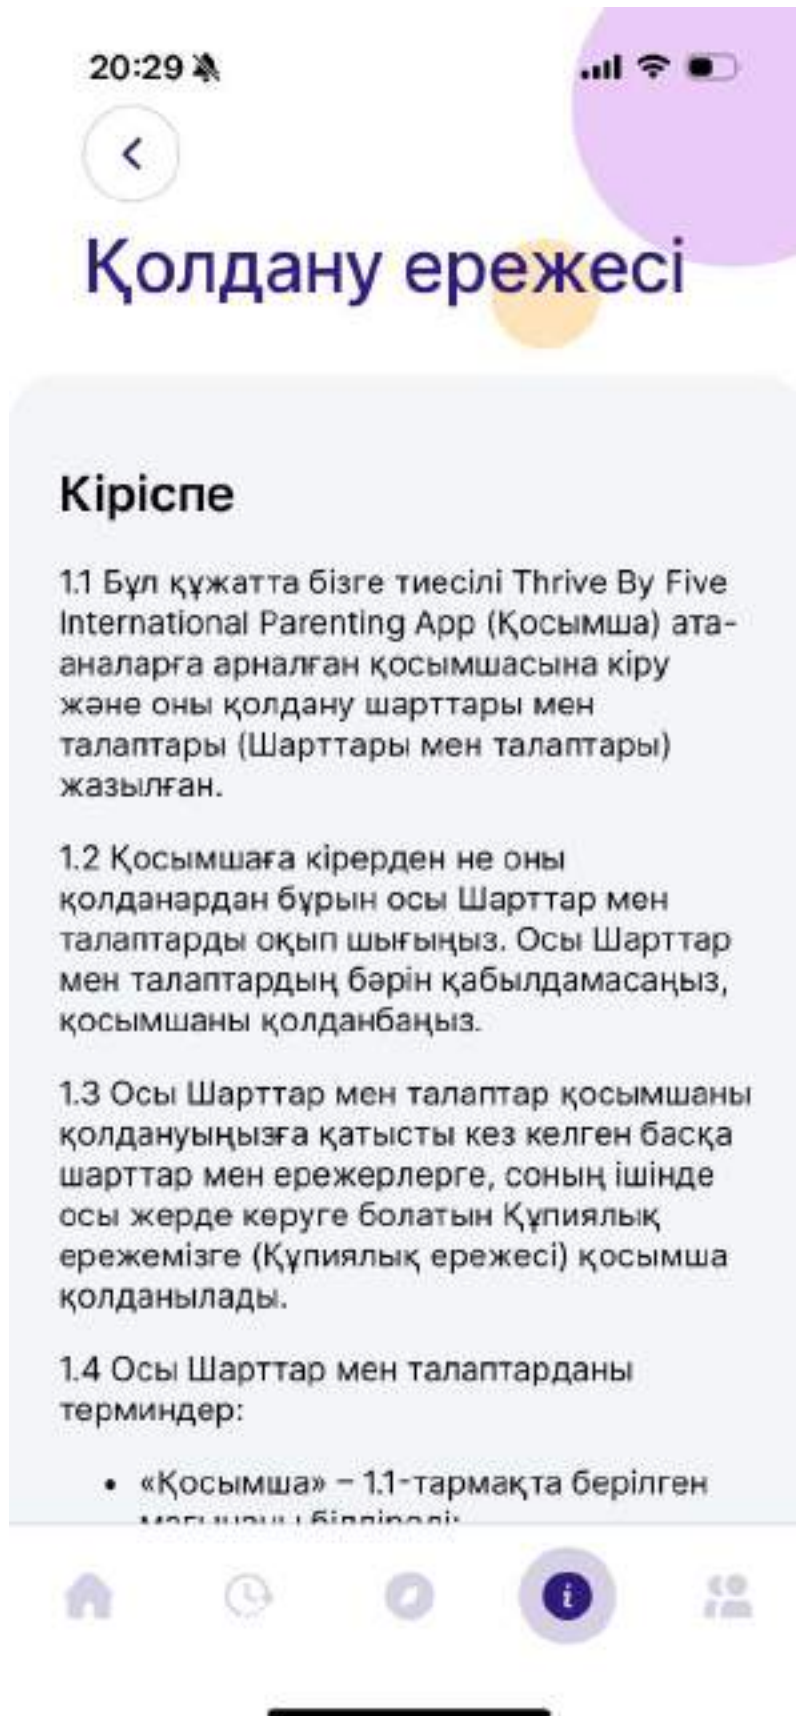 20:29
Қолдану ережесі
Кіріспе
1.1 Бұл құжатта бізге тиесілі Thrive By Five
International Parenting App (Қосымша) ата-
аналарға арналған қосымшасына кіру
және оны қолдану шарттары мен
талаптары (Шарттары мен талаптары)
жазылған.
1.2 Қосымшаға кірерден не оны
қолданардан бұрын осы Шарттар мен
талаптарды оқып шығыңыз. Осы Шарттар
мен талаптардың бәрін қабылдамасаңыз,
қосымшаны қолданбаңыз.
1.3 Осы Шарттар мен талаптар қосымшаны
қолдануыңызға қатысты кез келген басқа
шарттар мен ережерлерге, соның ішінде
осы жерде көруге болатын Құпиялық
ережемізге (Құпиялық ережесі) қосымша
қолданылады.
1.4 Осы Шарттар мен талаптарданы
терминдер:
• «Қосымша» – 1.1-тармақта берілген